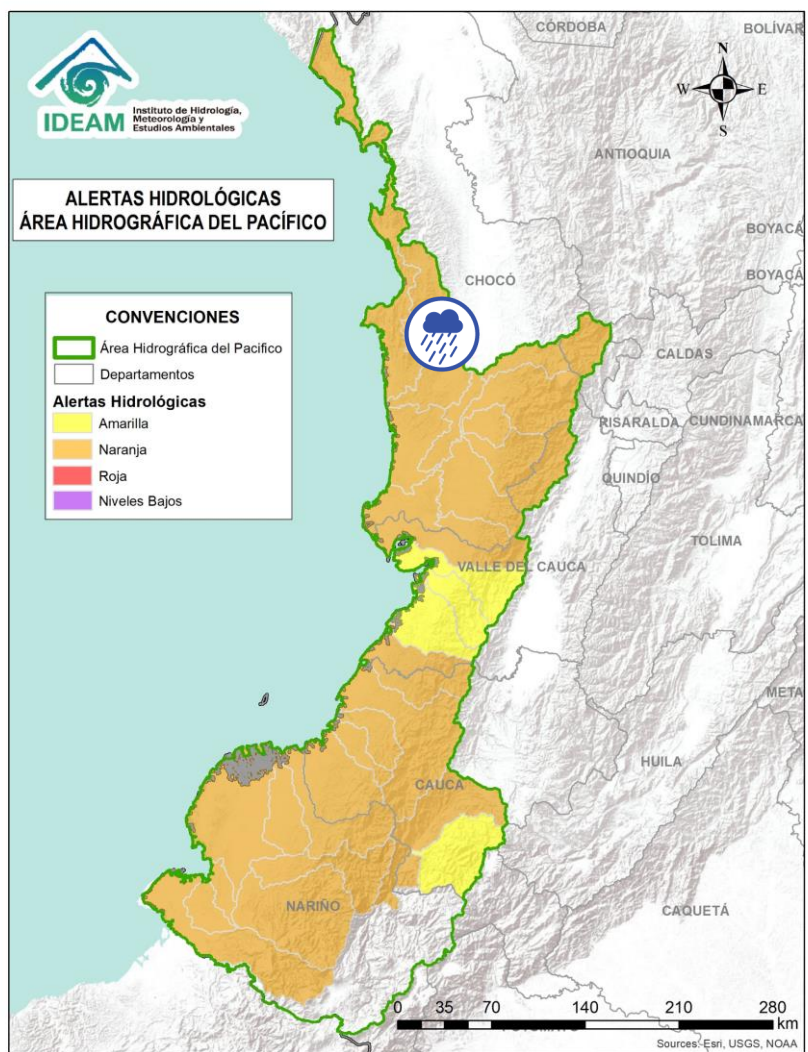 IDEAM
Instituto de Hidrología,
Meteorología y
Estudios Ambientales
ALERTAS HIDROLÓGICAS
ÁREA HIDROGRÁFICA DEL PACÍFICO
CONVENCIONES
Área Hidrográfica del Pacifico
Departamentos
Alertas Hidrológicas
Amarilla
Naranja
Roja
Niveles Bajos
N
W
E
S
CÓRDOBA
BOLÍVAR
ANTIOQUIA
BOYACÁ
BOYACÁ
CHOCÓ
CALDAS
RISARALDA
CUNDINAMARCA
QUINDÍO
TOLIMA
VALLE DEL CAUCA
META
HUILA
CAUCA
CAQUETÁ
NARIÑO
0 35 70 140 210 280
km
Sources: Esri, USGS, NOAA